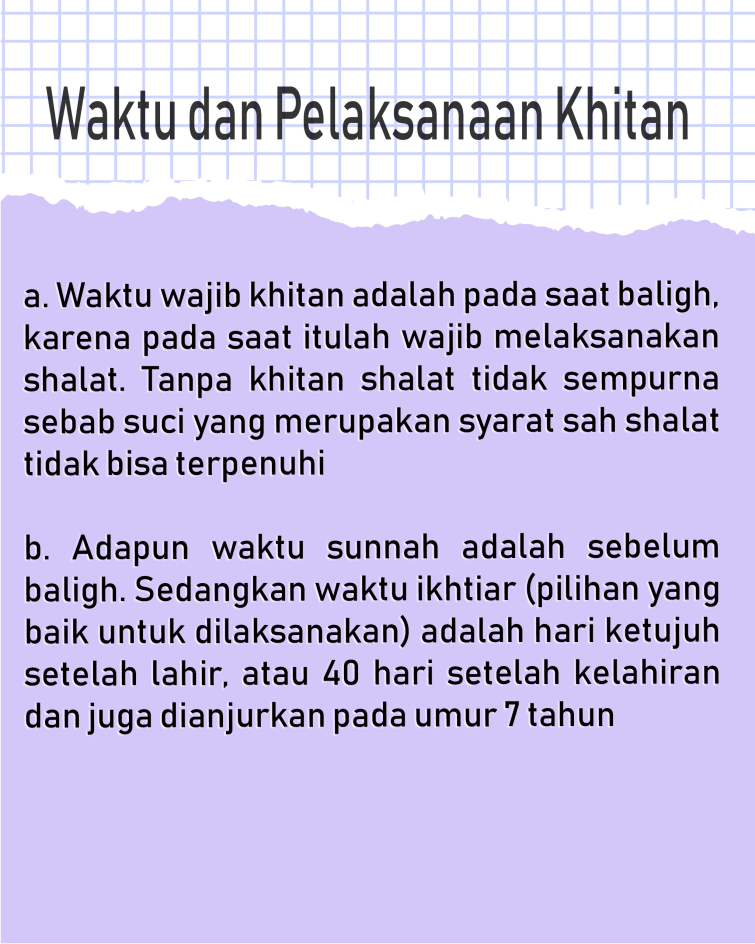 Waktu dan Pelaksanaan Khitan
a. Waktu wajib khitan adalah pada saat baligh,
karena pada saat itulah wajib melaksanakan
shalat. Tanpa khitan shalat tidak sempurna
sebab suci yang merupakan syarat sah shalat
tidak bisa terpenuhi
b. Adapun waktu sunnah adalah sebelum
baligh. Sedangkan waktu ikhtiar (pilihan yang
baik untuk dilaksanakan) adalah hari ketujuh
setelah lahir, atau 40 hari setelah kelahiran
dan juga dianjurkan pada umur 7 tahun